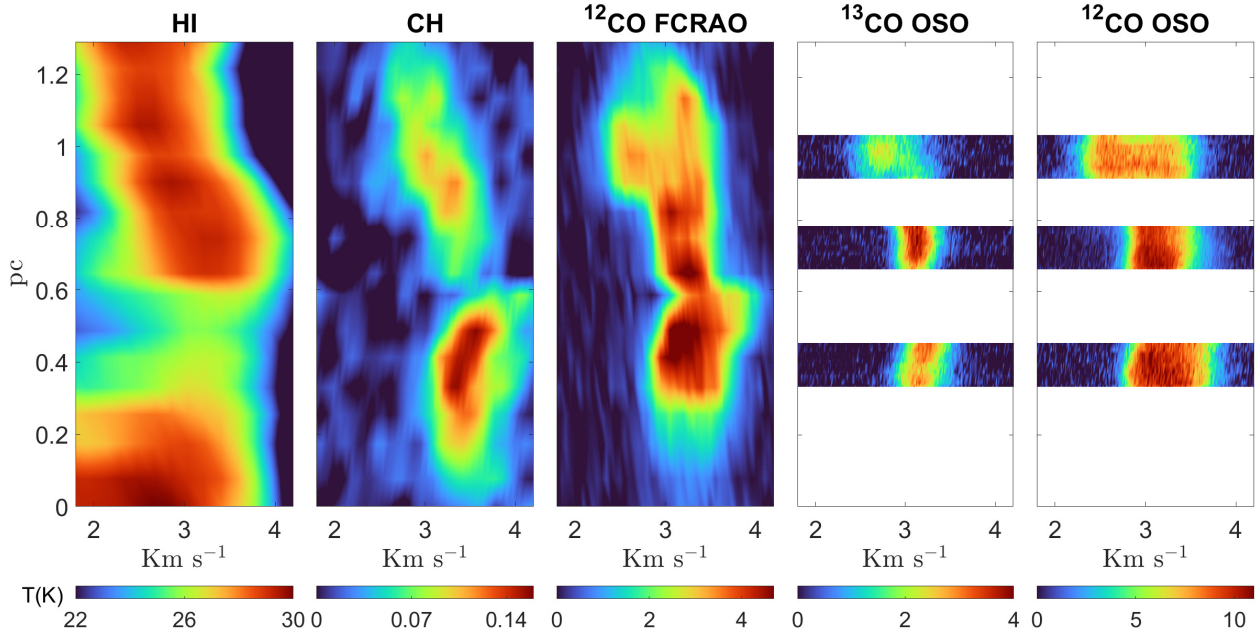 HI CH ¹²CO FCRAO ¹³CO OSO ¹²CO OSO
1.2
1
0.8
0.6
0.4
0.2
0
pc
2 3 4 2 3 4 2 3 4 2 3 4 2 3 4
Km s⁻¹ Km s⁻¹ Km s⁻¹ Km s⁻¹ Km s⁻¹
T(K)
22 26 30 0 0.07 0.14 0 2 4 0 2 4 0 5 10